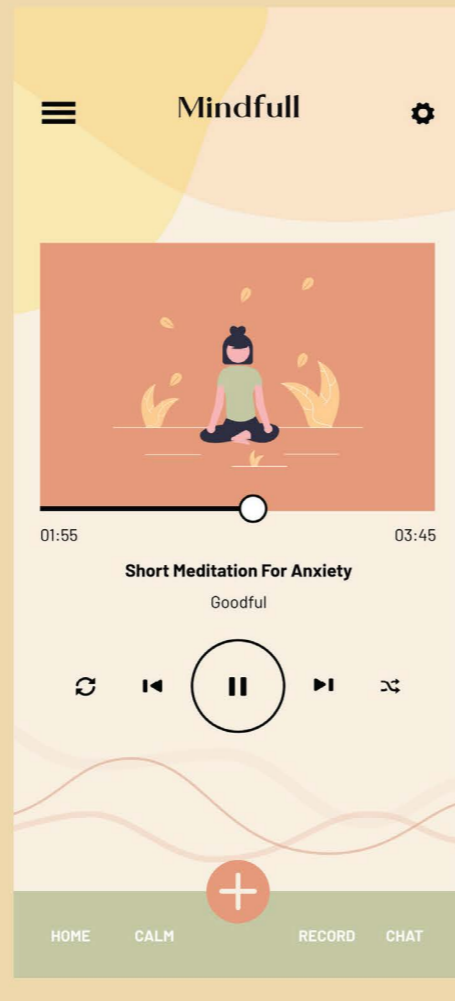 Mindfull
01:55 03:45
Short Meditation For Anxiety
Goodful
HOME CALM RECORD CHAT